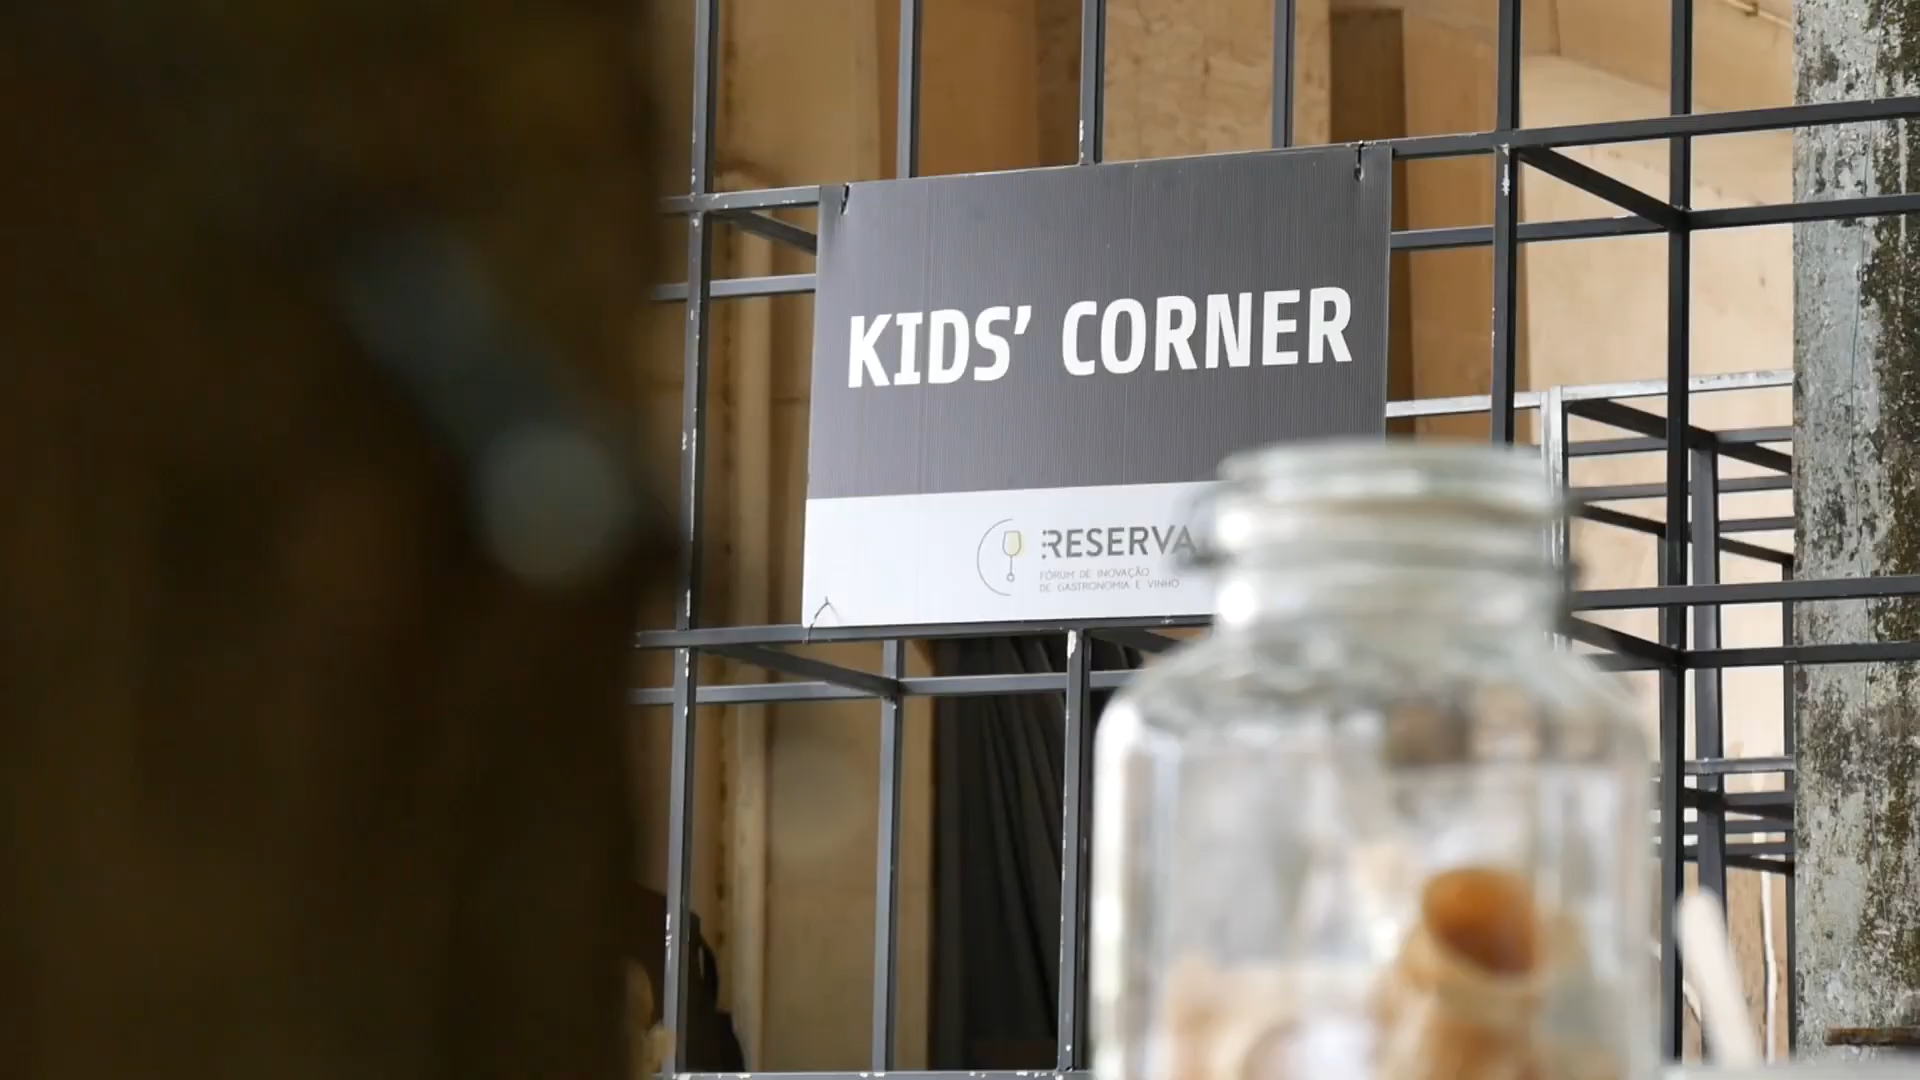 KIDS’ CORNER
RESERVA
FÓRUM DE INOVAÇÃO
DE GASTRONOMIA E VINHO